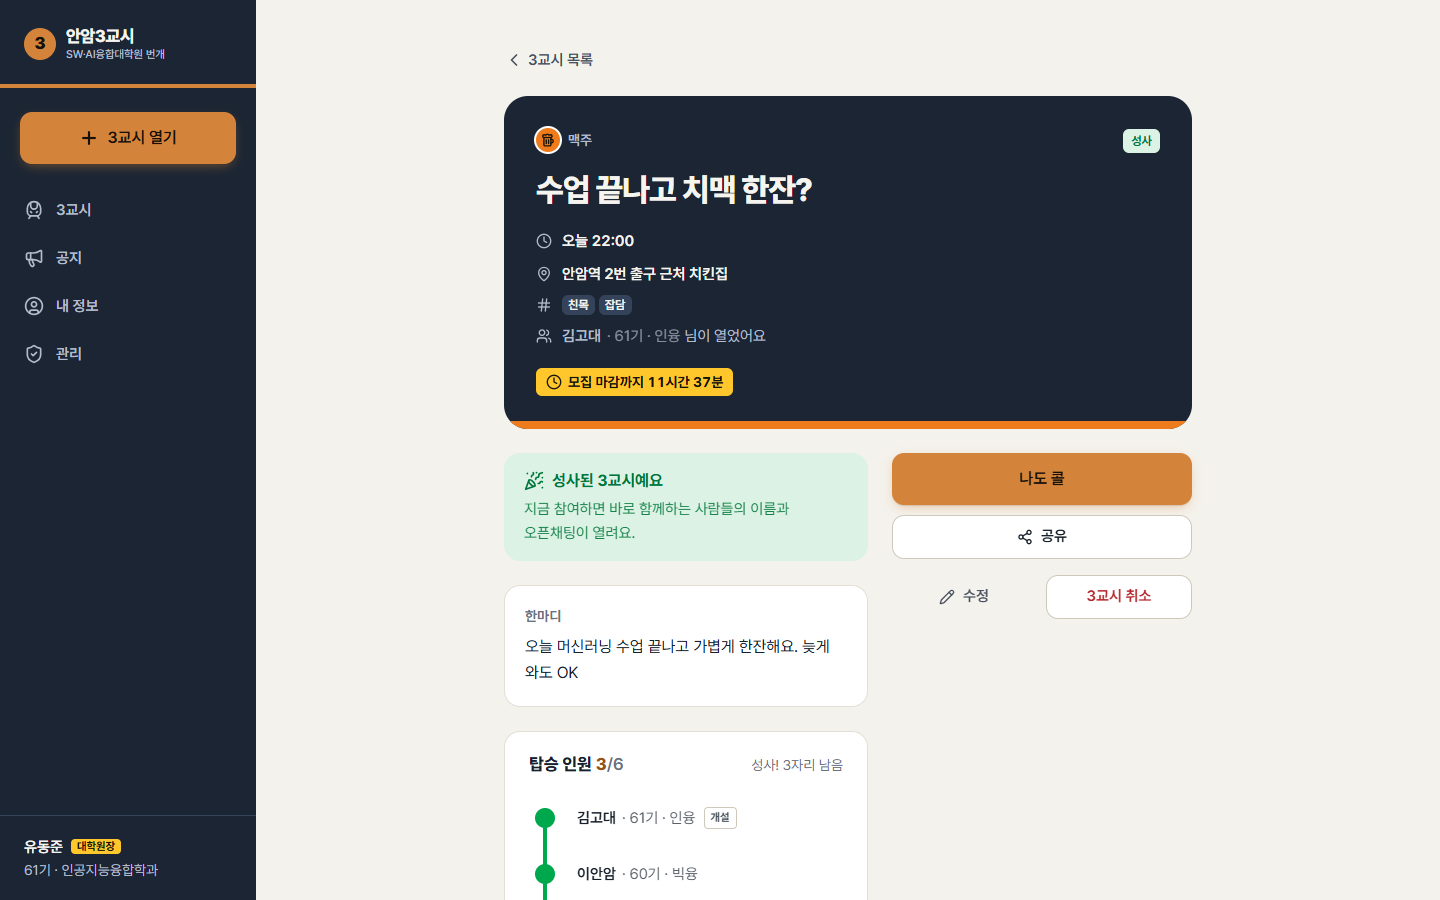 3
안암3교시
SW·AI융합대학원 번개
3교시 열기
3교시
공지
내 정보
관리
유동준 대학원장
61기 · 인공지능융합학과
3교시 목록
맥주
성사
수업 끝나고 치맥 한잔?
오늘 22:00
안암역 2번 출구 근처 치킨집
친목 잡담
김고대 · 61기 · 인융 님이 열었어요
모집 마감까지 11시간 37분
성사된 3교시예요
지금 참여하면 바로 함께하는 사람들의 이름과
오픈채팅이 열려요.
나도 콜
공유
수정
3교시 취소
한마디
오늘 머신러닝 수업 끝나고 가볍게 한잔해요. 늦게
와도 OK
탑승 인원 3/6
성사! 3자리 남음
김고대 · 61기 · 인융 개설
이안암 · 60기 · 빅융